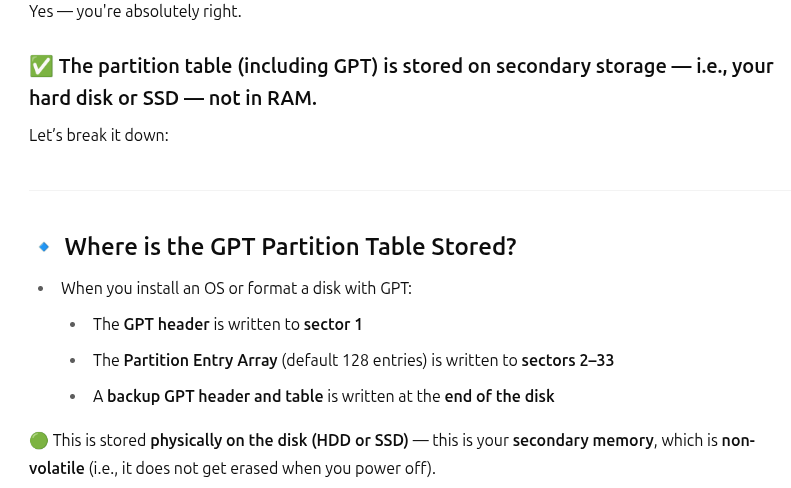 Yes — you're absolutely right.
✅ The partition table (including GPT) is stored on secondary storage — i.e., your
hard disk or SSD — not in RAM.
Let’s break it down:
🔹 Where is the GPT Partition Table Stored?
• When you install an OS or format a disk with GPT:
• The GPT header is written to sector 1
• The Partition Entry Array (default 128 entries) is written to sectors 2–33
• A backup GPT header and table is written at the end of the disk
🟢 This is stored physically on the disk (HDD or SSD) — this is your secondary memory, which is non-
volatile (i.e., it does not get erased when you power off).